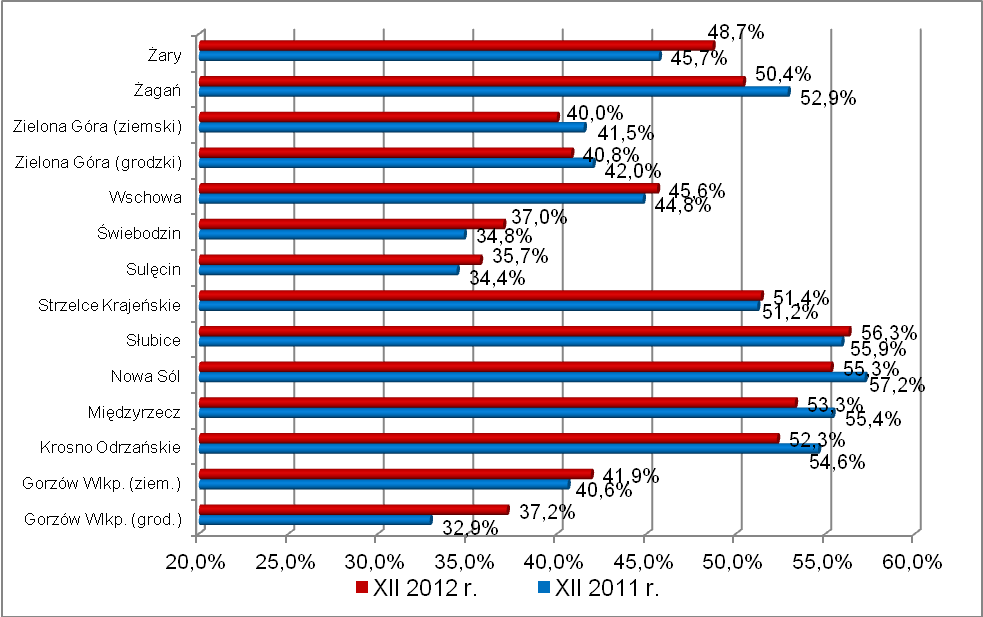 Żary 48,7%
45,7%
Żagań 50,4%
52,9%
Zielona Góra (ziemski) 40,0%
41,5%
Zielona Góra (grodzki) 40,8%
42,0%
Wschowa 45,6%
44,8%
Świebodzin 37,0%
34,8%
Sulęcin 35,7%
34,4%
Strzelce Krajeńskie 51,4%
51,2%
Słubice 56,3%
55,9%
Nowa Sól 55,3%
57,2%
Międzyrzecz 53,3%
55,4%
Krosno Odrzańskie 52,3%
54,6%
Gorzów Wlkp. (ziem.) 41,9%
40,6%
Gorzów Wlkp. (grod.) 37,2%
32,9%
20,0% 25,0% 30,0% 35,0% 40,0% 45,0% 50,0% 55,0% 60,0%
XII 2012 r. XII 2011 r.